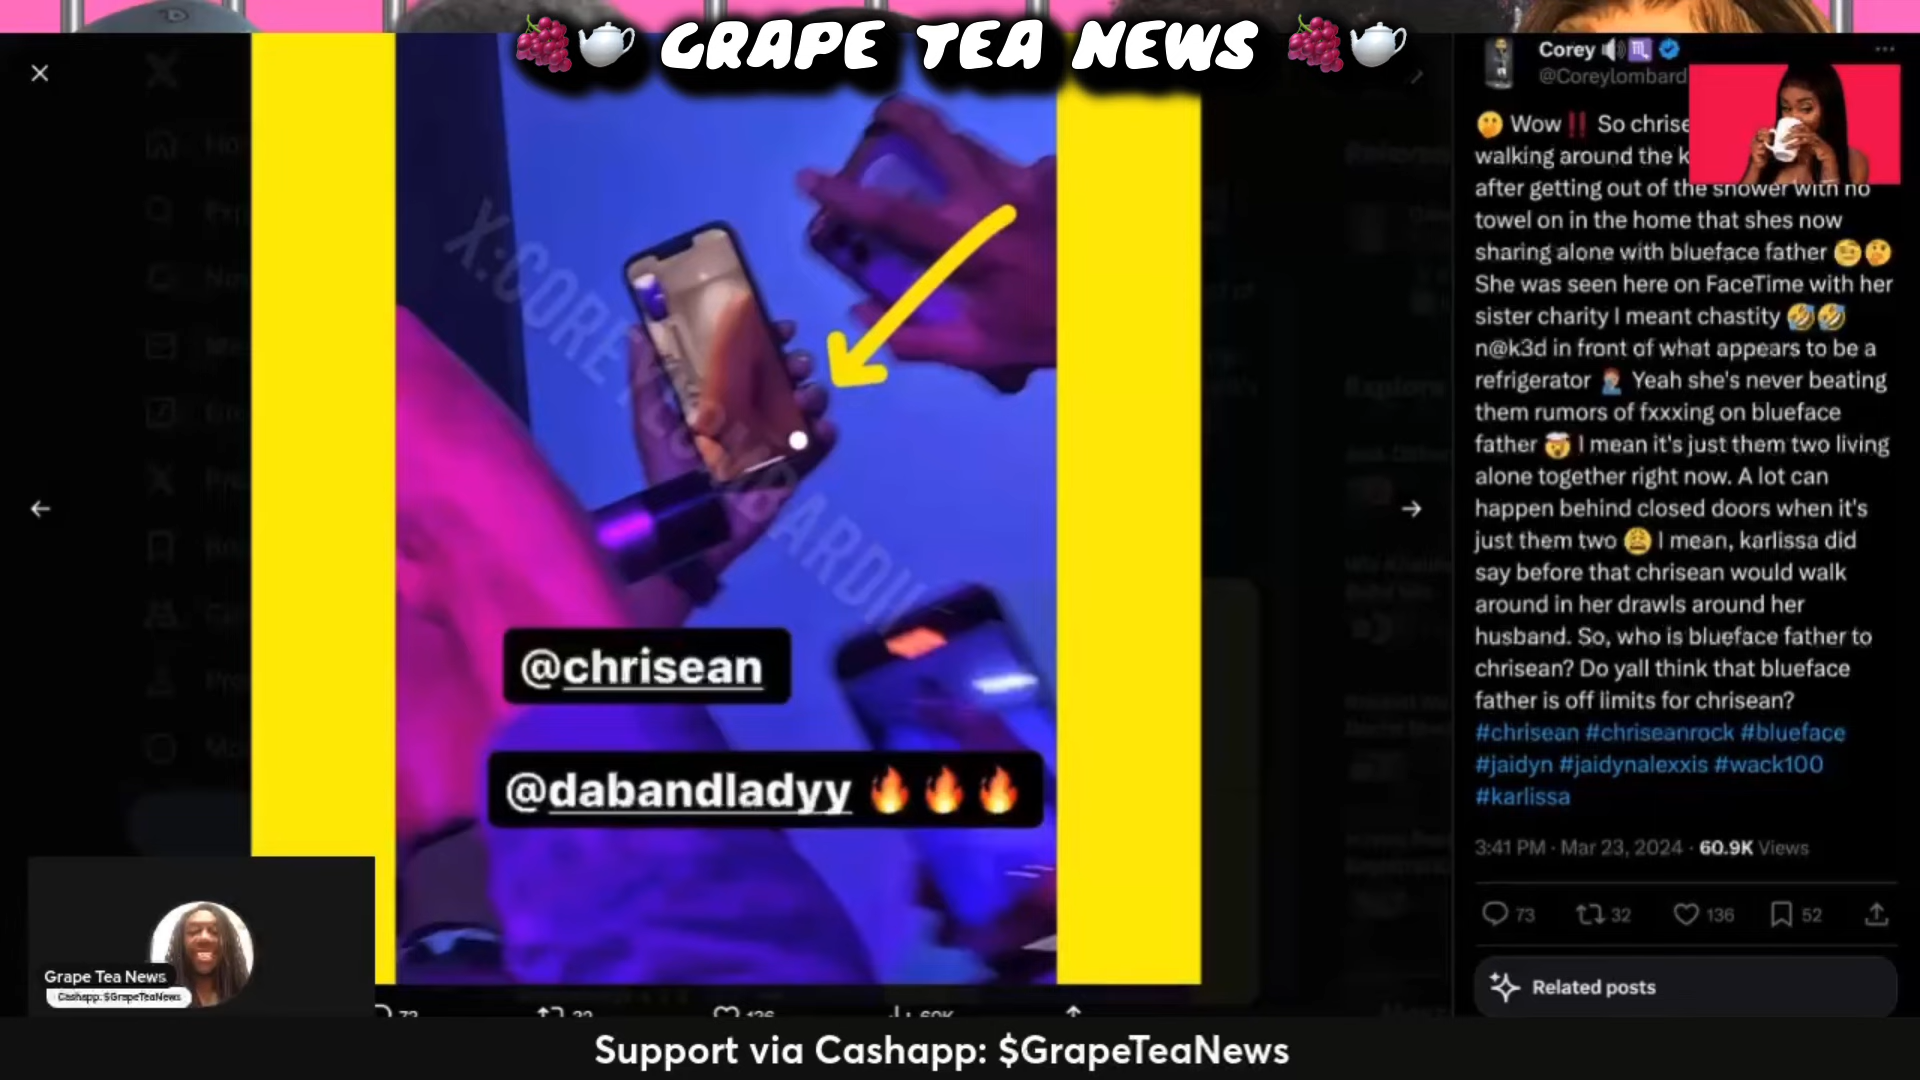 GRAPE TEA NEWS
Corey
@Coreylombard
Wow‼️ So chrise
walking around the k
after getting out of the shower with no
towel on in the home that shes now
sharing alone with blueface father 🧐🤫
She was seen here on FaceTime with her
sister charity I meant chastity 🤣🤣
n@k3d in front of what appears to be a
refrigerator 🤦🏽‍♂️ Yeah she's never beating
them rumors of fxxxing on blueface
father 🤯 I mean it's just them two living
alone together right now. A lot can
happen behind closed doors when it's
just them two 😩 I mean, karlissa did
say before that chrisean would walk
around in her drawls around her
husband. So, who is blueface father to
chrisean? Do yall think that blueface
father is off limits for chrisean?
#chrisean #chriseanrock #blueface
#jaidyn #jaidynalexxis #wack100
#karlissa
3:41 PM · Mar 23, 2024 · 60.9K Views
73 32 136 52
Related posts
@chrisean
@dabandladyy 🔥🔥🔥
Grape Tea News
Cashapp: $GrapeTeaNews
Support via Cashapp: $GrapeTeaNews